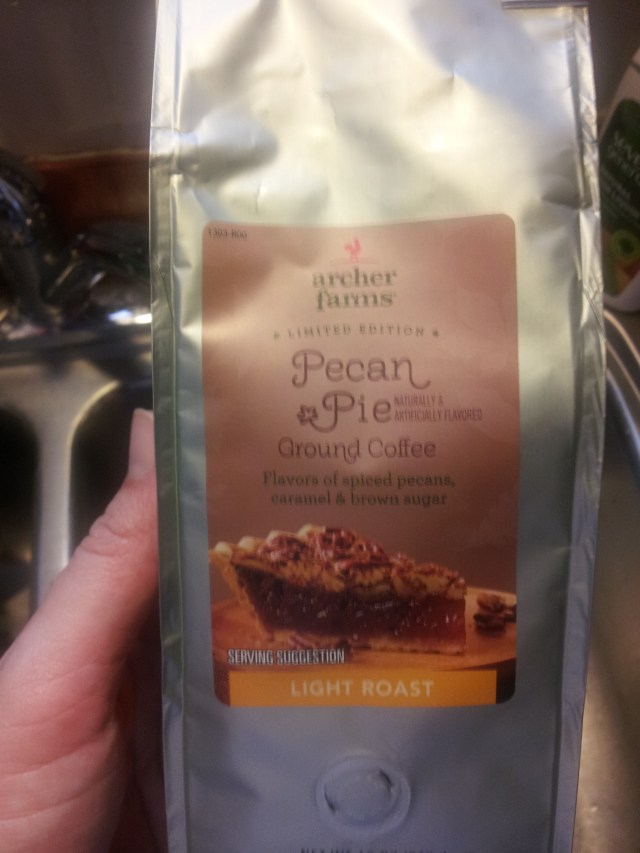 archer
farms
LIMITED EDITION
Pecan
Pie NATURALLY &
ARTIFICIALLY FLAVORED
Ground Coffee
Flavors of spiced pecans,
caramel & brown sugar
SERVING SUGGESTION
LIGHT ROAST